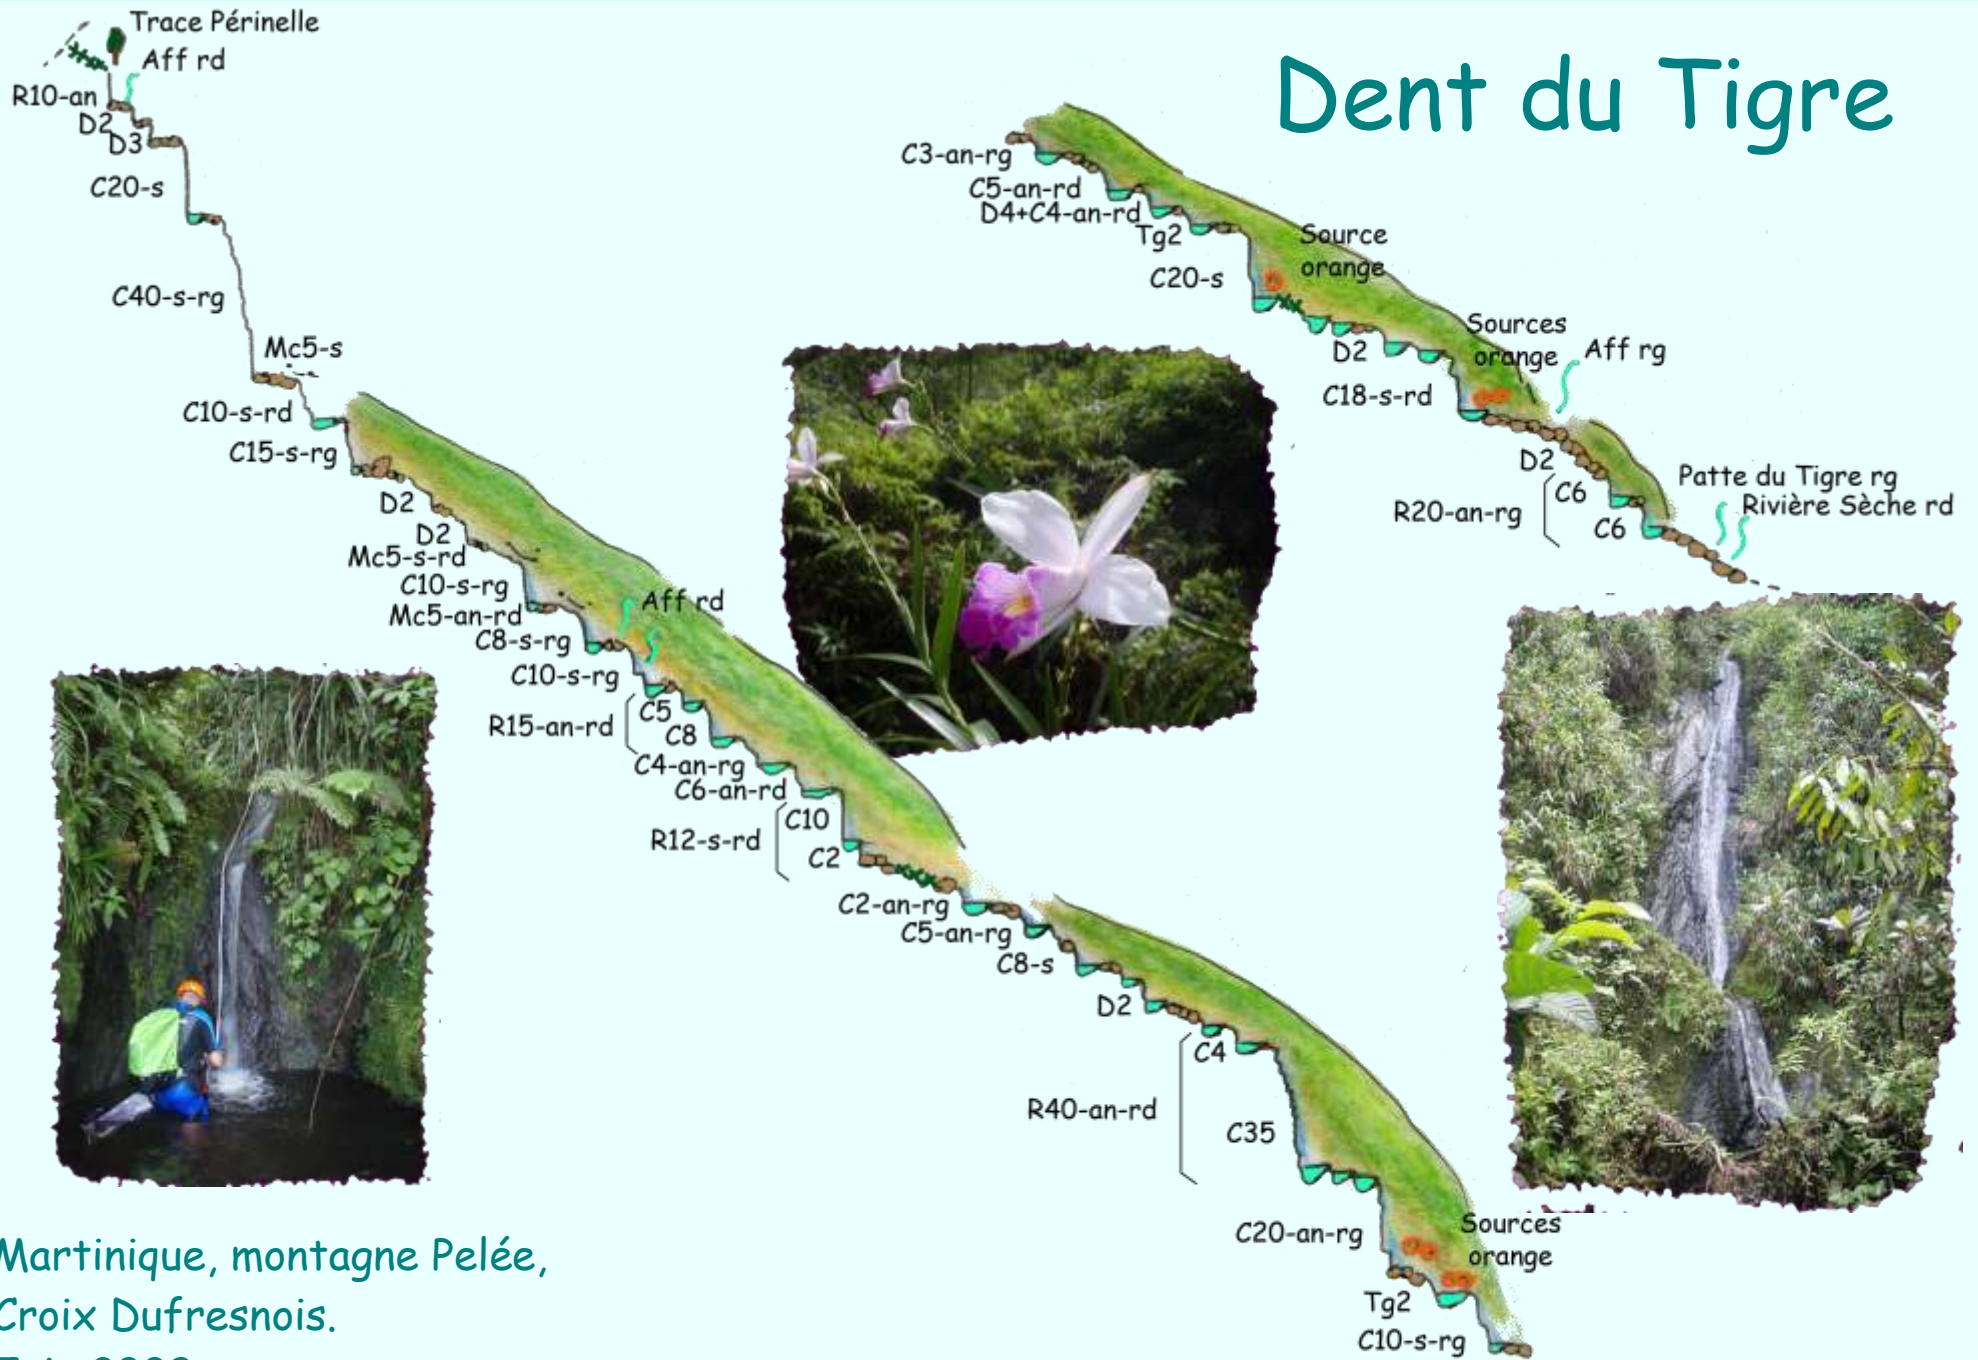 Dent du Tigre
Trace Périnelle
Aff rd
R10-an
D2
D3
C20-s
C40-s-rg
Mc5-s
C10-s-rd
C15-s-rg
D2
D2
Mc5-s-rd
C10-s-rg
Mc5-an-rd
Aff rd
C8-s-rg
C10-s-rg
R15-an-rd
C5
C8
C4-an-rg
C6-an-rd
R12-s-rd
C10
C2
C2-an-rg
C5-an-rg
C8-s
D2
C4
R40-an-rd
C35
C20-an-rg
Sources
orange
Tg2
C10-s-rg
C3-an-rg
C5-an-rd
D4+C4-an-rd
Tg2
Source
orange
C20-s
Sources
orange
D2
Aff rg
C18-s-rd
D2
C6
R20-an-rg
C6
Patte du Tigre rg
Rivière Sèche rd
Martinique, montagne Pelée,
Croix Dufresnois.